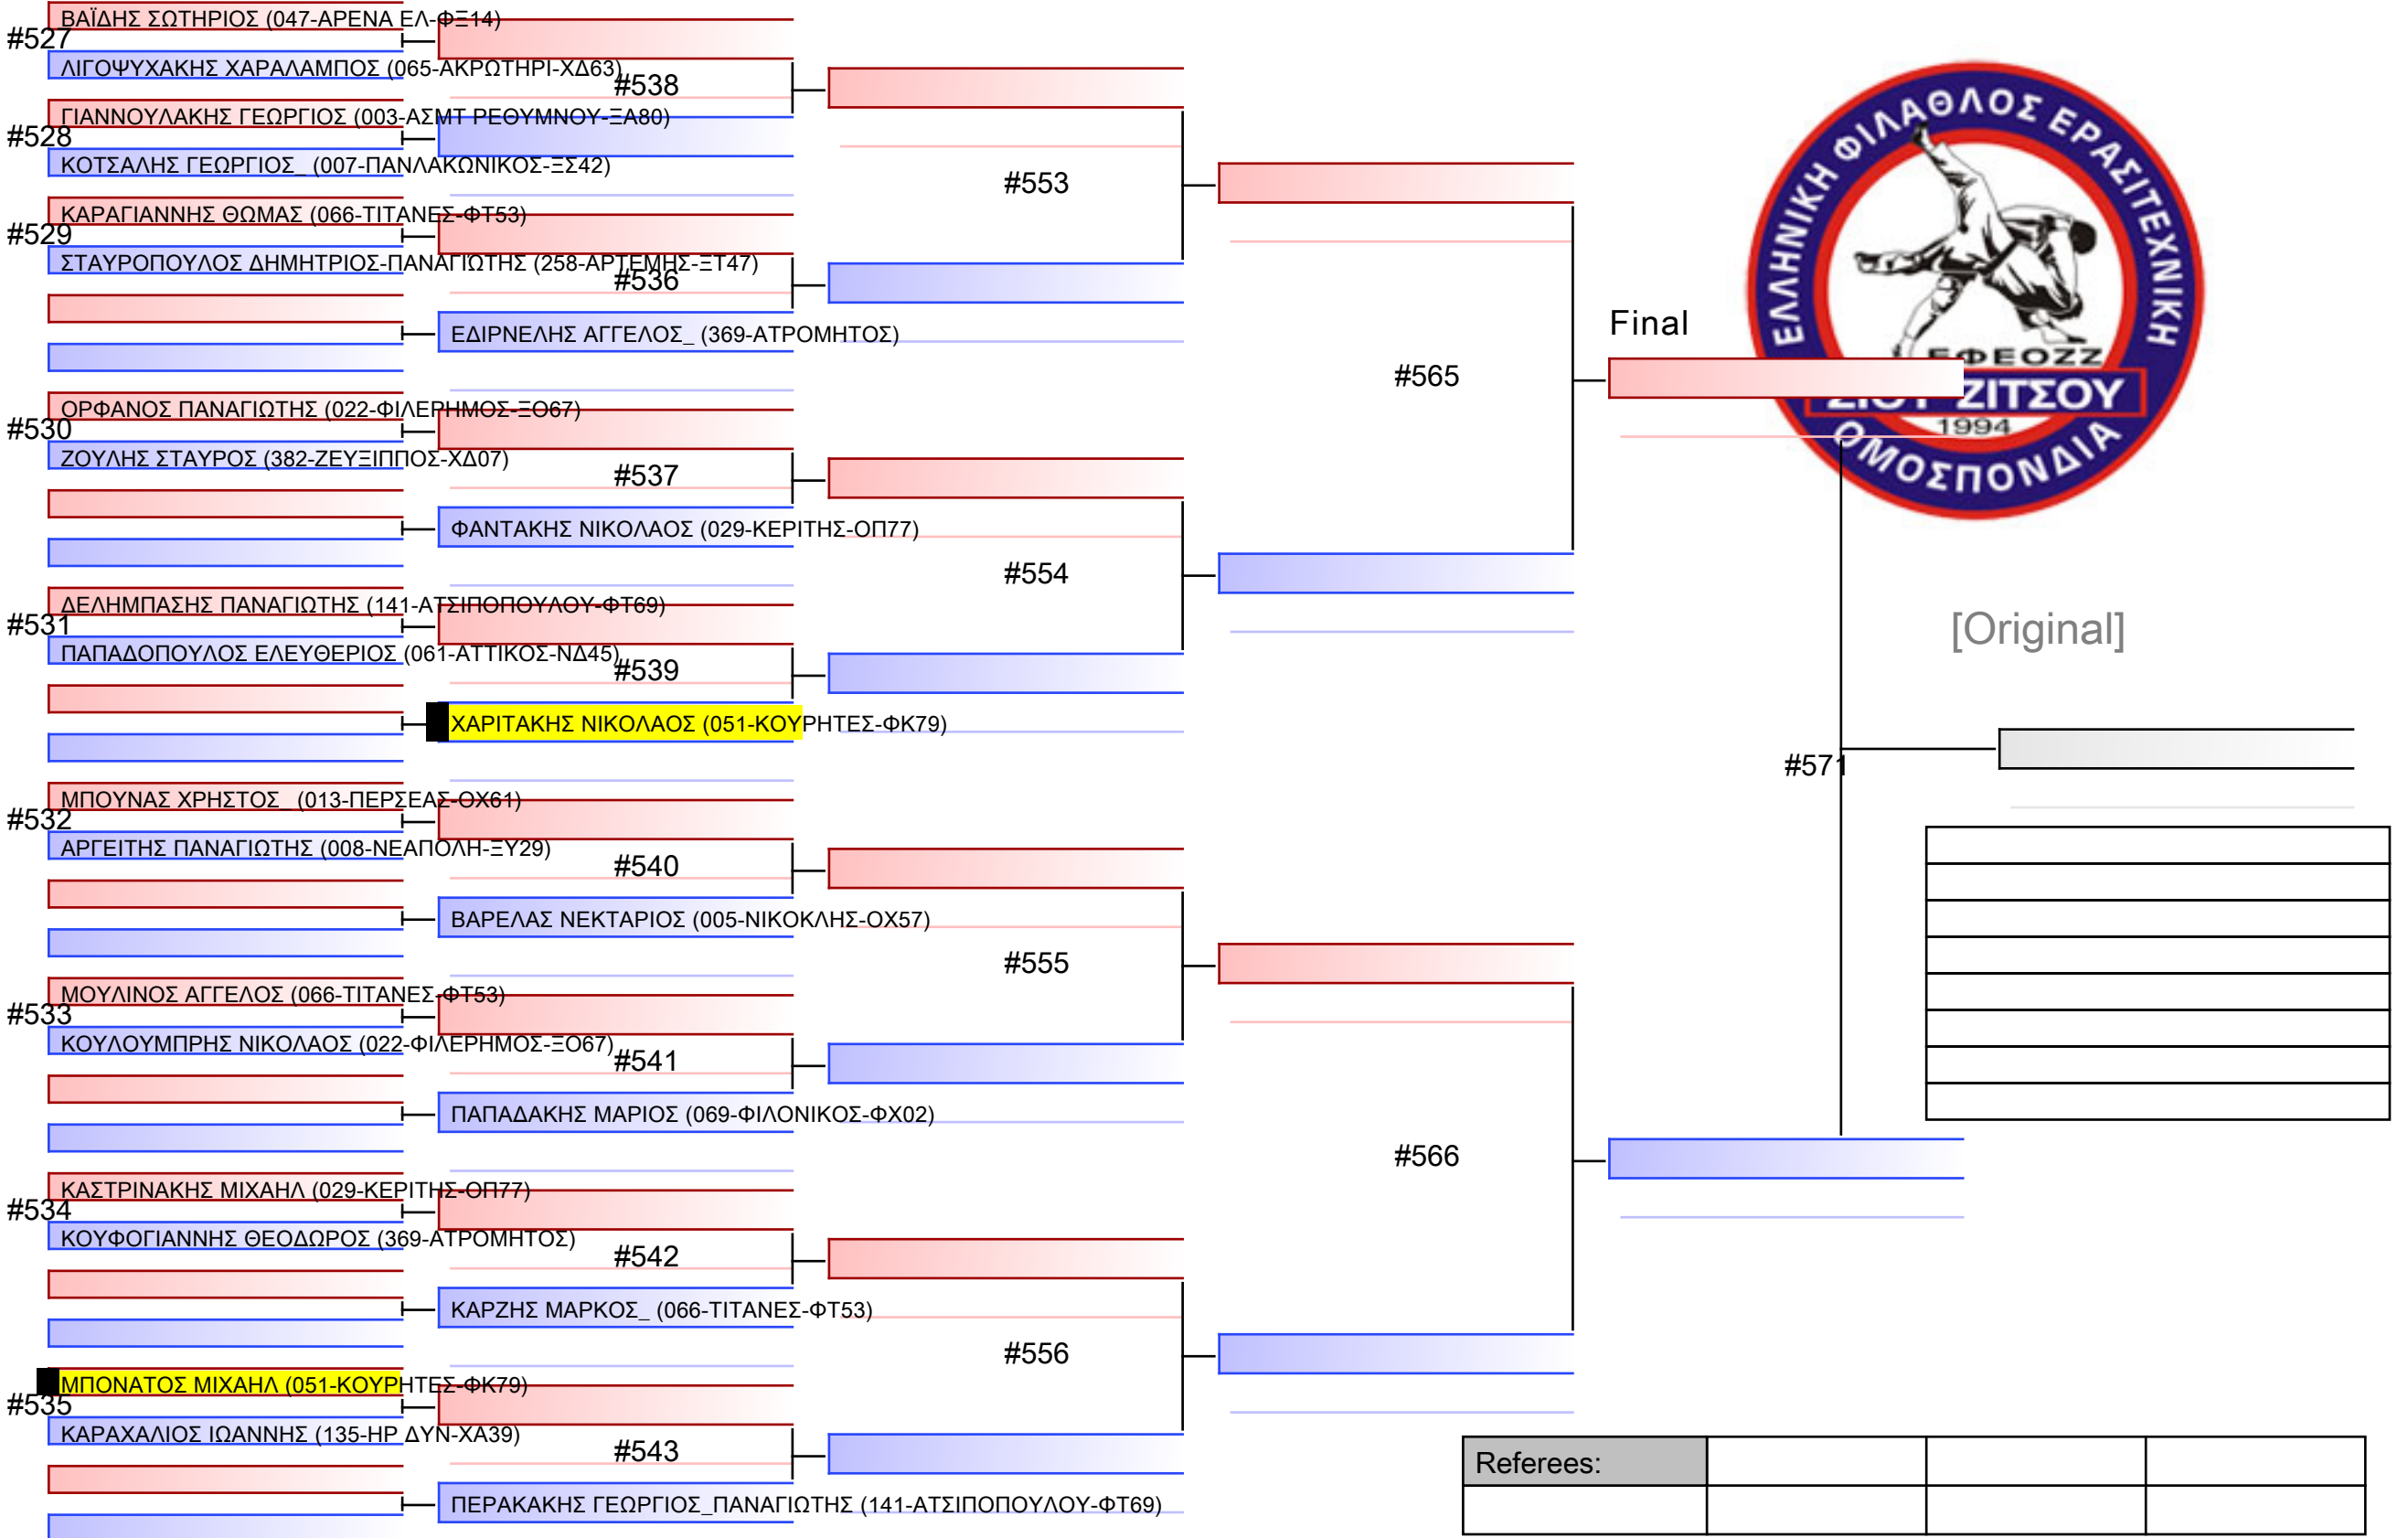 ΒΑΪΔΗΣ ΣΩΤΗΡΙΟΣ (047-ΑΡΕΝΑ ΕΛ-ΦΞ14)
#527
ΛΙΓΟΨΥΧΑΚΗΣ ΧΑΡΑΛΑΜΠΟΣ (065-ΑΚΡΩΤΗΡΙ-ΧΔ63)
#538
ΓΙΑΝΝΟΥΛΑΚΗΣ ΓΕΩΡΓΙΟΣ (003-ΑΣΜΤ ΡΕΘΥΜΝΟΥ-ΞΑ80)
#528
ΚΟΤΣΑΛΗΣ ΓΕΩΡΓΙΟΣ_ (007-ΠΑΝΛΑΚΩΝΙΚΟΣ-ΞΣ42)
#553
ΚΑΡΑΓΙΑΝΝΗΣ ΘΩΜΑΣ (066-ΤΙΤΑΝΕΣ-ΦΤ53)
#529
ΣΤΑΥΡΟΠΟΥΛΟΣ ΔΗΜΗΤΡΙΟΣ-ΠΑΝΑΓΙΩΤΗΣ (258-ΑΡΤΕΜΗΣ-ΞΤ47)
#536
ΕΔΙΡΝΕΛΗΣ ΑΓΓΕΛΟΣ_ (369-ΑΤΡΟΜΗΤΟΣ)
#565
Final
ΕΛΛΗΝΙΚΗ ΦΙΛΑΘΛΟΣ ΕΡΑΣΙΤΕΧΝΙΚΗ
ΕΦΕΟΖΖ
ΖΙΤΣΟΥ
1994
ΟΜΟΣΠΟΝΔΙΑ
ΟΡΦΑΝΟΣ ΠΑΝΑΓΙΩΤΗΣ (022-ΦΙΛΕΡΗΜΟΣ-ΞΟ67)
#530
ΖΟΥΛΗΣ ΣΤΑΥΡΟΣ (382-ΖΕΥΞΙΠΠΟΣ-ΧΔ07)
#537
ΦΑΝΤΑΚΗΣ ΝΙΚΟΛΑΟΣ (029-ΚΕΡΙΤΗΣ-ΟΠ77)
#554
ΔΕΛΗΜΠΑΣΗΣ ΠΑΝΑΓΙΩΤΗΣ (141-ΑΤΣΙΠΟΠΟΥΛΟΥ-ΦΤ69)
#531
[Original]
ΠΑΠΑΔΟΠΟΥΛΟΣ ΕΛΕΥΘΕΡΙΟΣ (061-ΑΤΤΙΚΟΣ-ΝΔ45)
#539
ΧΑΡΙΤΑΚΗΣ ΝΙΚΟΛΑΟΣ (051-ΚΟΥΡΗΤΕΣ-ΦΚ79)
#571
ΜΠΟΥΝΑΣ ΧΡΗΣΤΟΣ_ (013-ΠΕΡΣΕΑΣ-ΟΧ61)
#532
ΑΡΓΕΙΤΗΣ ΠΑΝΑΓΙΩΤΗΣ (008-ΝΕΑΠΟΛΗ-ΞΥ29)
#540
ΒΑΡΕΛΑΣ ΝΕΚΤΑΡΙΟΣ (005-ΝΙΚΟΚΛΗΣ-ΟΧ57)
#555
ΜΟΥΛΙΝΟΣ ΑΓΓΕΛΟΣ (066-ΤΙΤΑΝΕΣ-ΦΤ53)
#533
ΚΟΥΛΟΥΜΠΡΗΣ ΝΙΚΟΛΑΟΣ (022-ΦΙΛΕΡΗΜΟΣ-ΞΟ67)
#541
ΠΑΠΑΔΑΚΗΣ ΜΑΡΙΟΣ (069-ΦΙΛΟΝΙΚΟΣ-ΦΧ02)
#566
ΚΑΣΤΡΙΝΑΚΗΣ ΜΙΧΑΗΛ (029-ΚΕΡΙΤΗΣ-ΟΠ77)
#534
ΚΟΥΦΟΓΙΑΝΝΗΣ ΘΕΟΔΩΡΟΣ (369-ΑΤΡΟΜΗΤΟΣ)
#542
ΚΑΡΖΗΣ ΜΑΡΚΟΣ_ (066-ΤΙΤΑΝΕΣ-ΦΤ53)
#556
ΜΠΟΝΑΤΟΣ ΜΙΧΑΗΛ (051-ΚΟΥΡΗΤΕΣ-ΦΚ79)
#535
ΚΑΡΑΧΑΛΙΟΣ ΙΩΑΝΝΗΣ (135-ΗΡ ΔΥΝ-ΧΑ39)
#543
Referees:
ΠΕΡΑΚΑΚΗΣ ΓΕΩΡΓΙΟΣ_ΠΑΝΑΓΙΩΤΗΣ (141-ΑΤΣΙΠΟΠΟΥΛΟΥ-ΦΤ69)